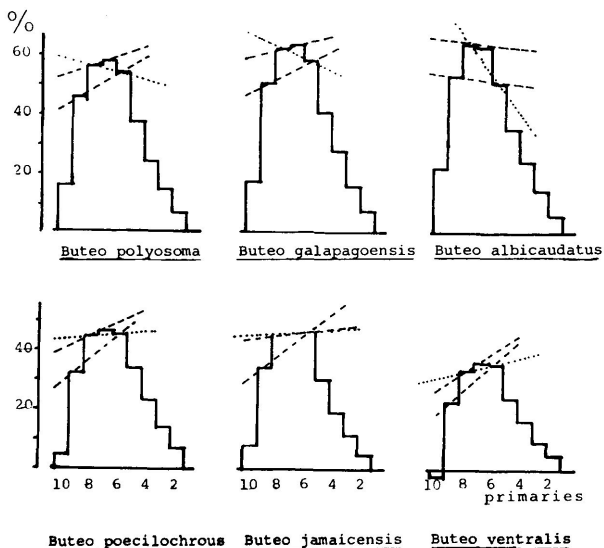 %
60
40
20
Buteo polyosoma Buteo galapagoensis Buteo albicaudatus
40
20
10 8 6 4 2 10 8 6 4 2 10 8 6 4 2
primaries
Buteo poecilochrous Buteo jamaicensis Buteo ventralis